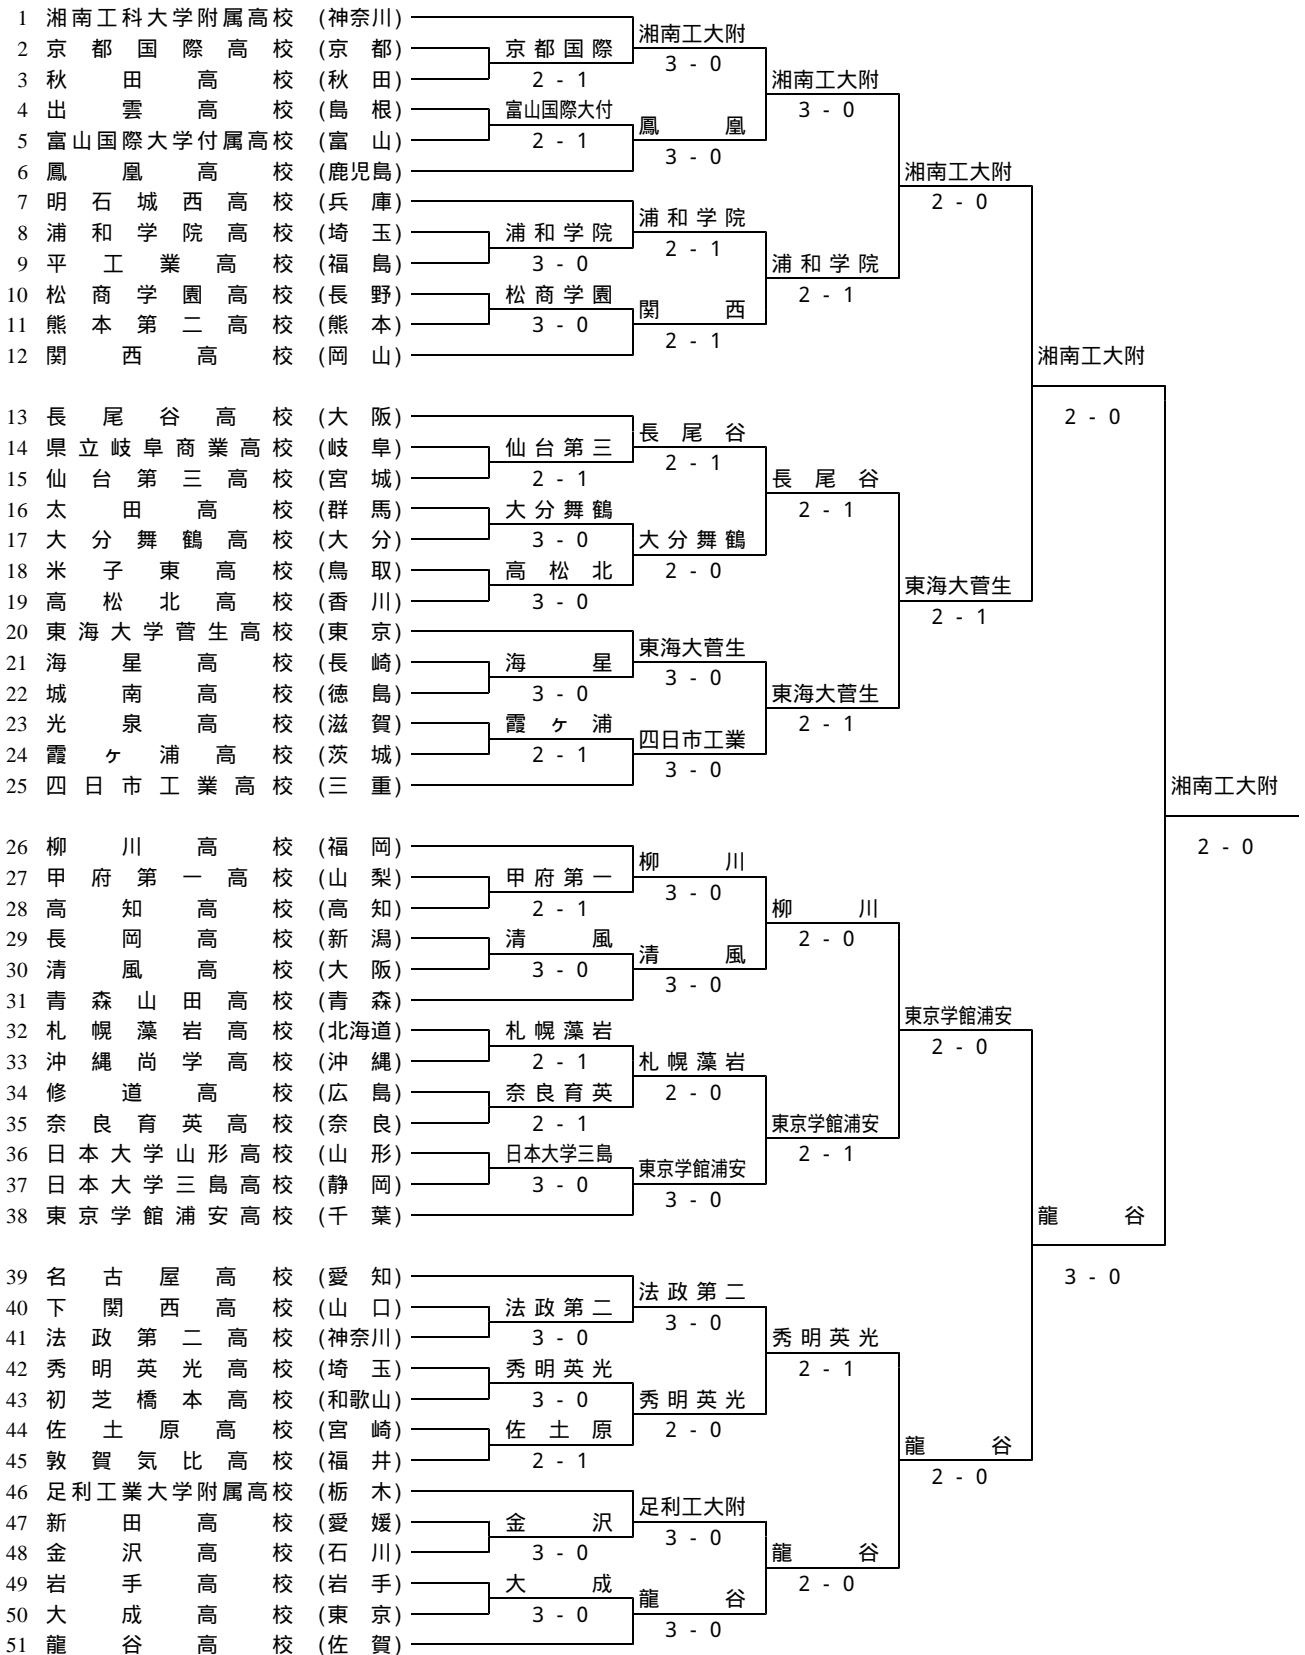 1 湘南工科大学附属高校 (神奈川)
湘南工大附
2 京都国際高校 (京都) 京都国際
3 - 0
3 秋田高校 (秋田) 2 - 1 湘南工大附
4 出雲高校 (島根) 富山国際大付 3 - 0
5 富山国際大学付属高校 (富山) 2 - 1 鳳凰
3 - 0
6 鳳凰高校 (鹿児島) 湘南工大附
7 明石城西高校 (兵庫) 2 - 0
浦和学院
8 浦和学院高校 (埼玉) 浦和学院
2 - 1
9 平工業高校 (福島) 3 - 0 浦和学院
10 松商学園高校 (長野) 松商学園 2 - 1
関西
11 熊本第二高校 (熊本) 3 - 0
2 - 1
12 関西高校 (岡山) 湘南工大附
13 長尾谷高校 (大阪) 2 - 0
長尾谷
14 県立岐阜商業高校 (岐阜) 仙台第三
2 - 1
15 仙台第三高校 (宮城) 2 - 1 長尾谷
16 太田高校 (群馬) 大分舞鶴 2 - 1
17 大分舞鶴高校 (大分) 3 - 0 大分舞鶴
18 米子東高校 (鳥取) 高松北 2 - 0
東海大菅生
19 高松北高校 (香川) 3 - 0
2 - 1
20 東海大学菅生高校 (東京)
東海大菅生
21 海星高校 (長崎) 海星
3 - 0
22 城南高校 (徳島) 3 - 0 東海大菅生
23 光泉高校 (滋賀) 霞ヶ浦 2 - 1
四日市工業
24 霞ヶ浦高校 (茨城) 2 - 1
3 - 0
25 四日市工業高校 (三重) 湘南工大附
26 柳川高校 (福岡) 2 - 0
柳川
27 甲府第一高校 (山梨) 甲府第一
3 - 0
28 高知高校 (高知) 2 - 1 柳川
29 長岡高校 (新潟) 清風 2 - 0
清風
30 清風高校 (大阪) 3 - 0
3 - 0
31 青森山田高校 (青森)
東京学館浦安
32 札幌藻岩高校 (北海道) 札幌藻岩
2 - 0
33 沖縄尚学高校 (沖縄) 2 - 1 札幌藻岩
34 修道高校 (広島) 奈良育英 2 - 0
35 奈良育英高校 (奈良) 2 - 1 東京学館浦安
36 日本大学山形高校 (山形) 日本大学三島 2 - 1
東京学館浦安
37 日本大学三島高校 (静岡) 3 - 0
3 - 0
38 東京学館浦安高校 (千葉) 龍谷
39 名古屋高校 (愛知) 3 - 0
法政第二
40 下関西高校 (山口) 法政第二
3 - 0
41 法政第二高校 (神奈川) 3 - 0 秀明英光
42 秀明英光高校 (埼玉) 秀明英光 2 - 1
43 初芝橋本高校 (和歌山) 3 - 0 秀明英光
44 佐土原高校 (宮崎) 佐土原 2 - 0
龍谷
45 敦賀気比高校 (福井) 2 - 1
2 - 0
46 足利工業大学附属高校 (栃木)
足利工大附
47 新田高校 (愛媛) 金沢
3 - 0
48 金沢高校 (石川) 3 - 0 龍谷
49 岩手高校 (岩手) 大成 2 - 0
龍谷
50 大成高校 (東京) 3 - 0
3 - 0
51 龍谷高校 (佐賀)